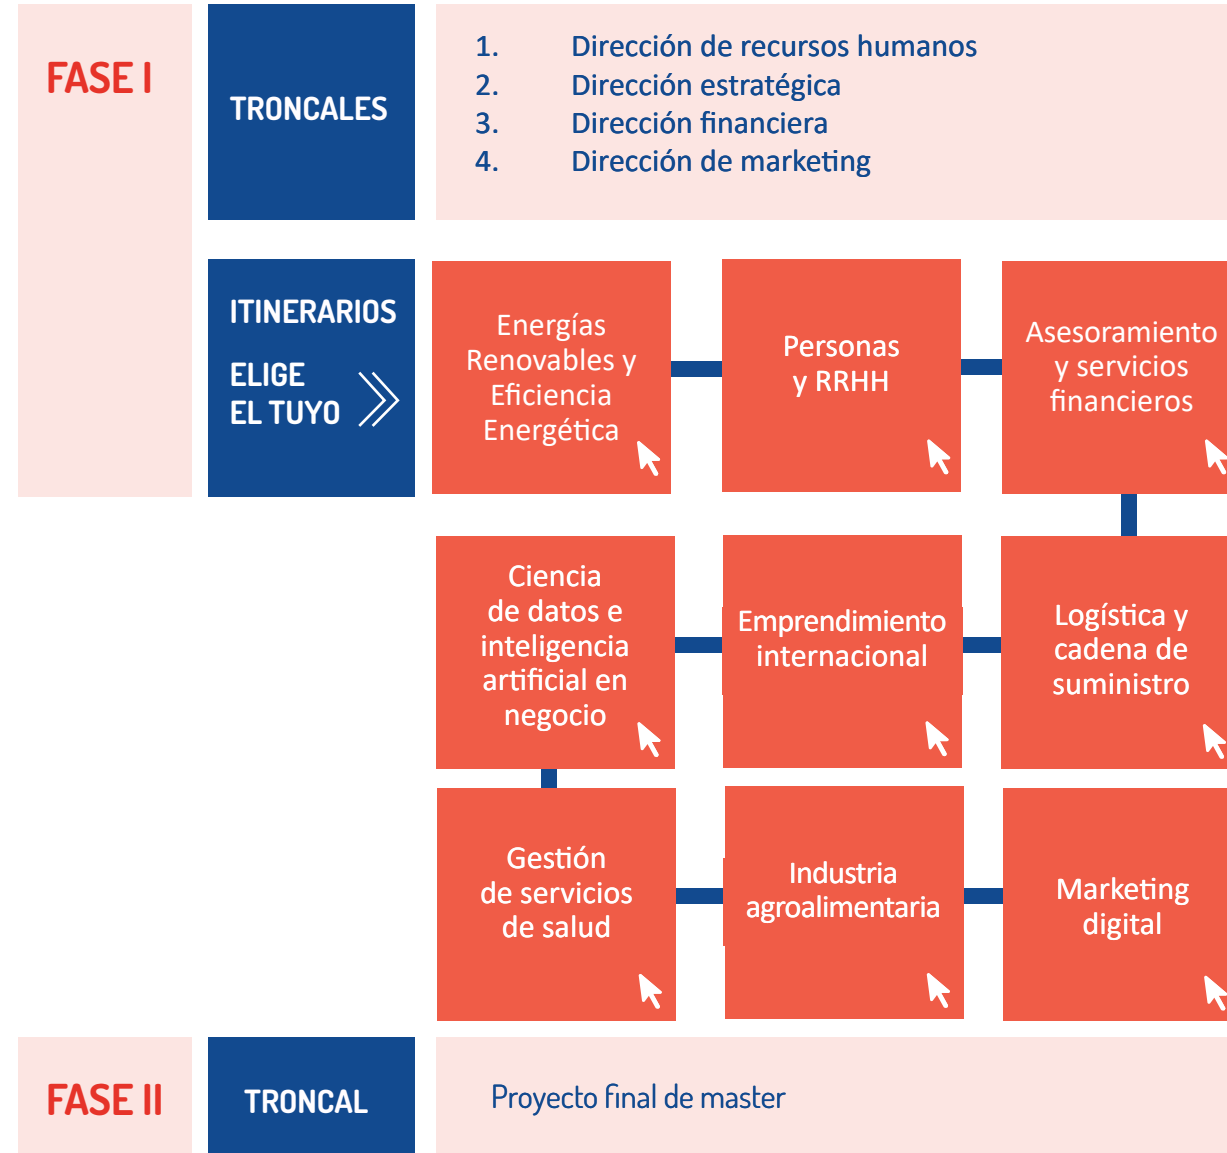 FASE I
TRONCALES
1. Dirección de recursos humanos
2. Dirección estratégica
3. Dirección financiera
4. Dirección de marketing
ITINERARIOS
ELIGE
EL TUYO
Energías
Renovables y
Eficiencia
Energética
Personas
y RRHH
Asesoramiento
y servicios
financieros
Ciencia
de datos e
inteligencia
artificial en
negocio
Emprendimiento
internacional
Logística y
cadena de
suministro
Gestión
de servicios
de salud
Industria
agroalimentaria
Marketing
digital
FASE II
TRONCAL
Proyecto final de master